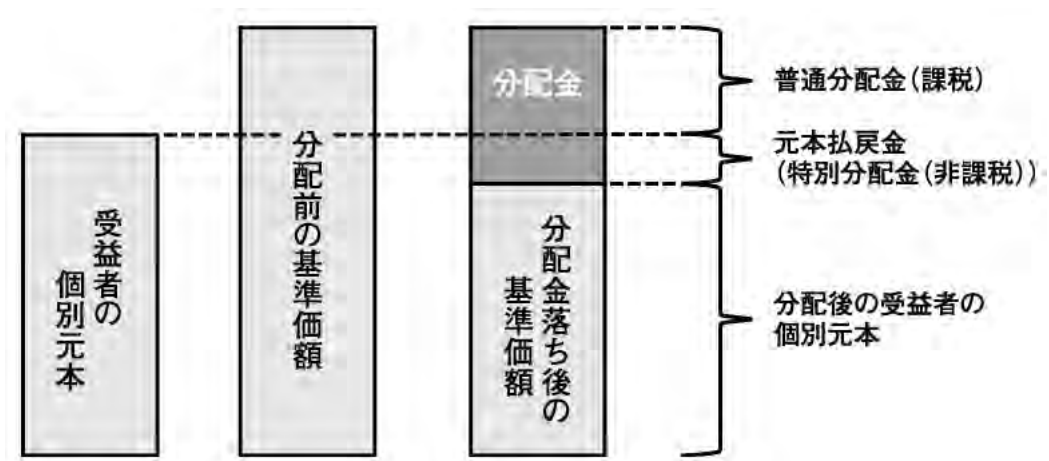 受益者の
個別元本
分配前の基準価額
分配金
分配金落ち後の
基準価額
普通分配金(課税)
元本払戻金
(特別分配金(非課税))
分配後の受益者の
個別元本